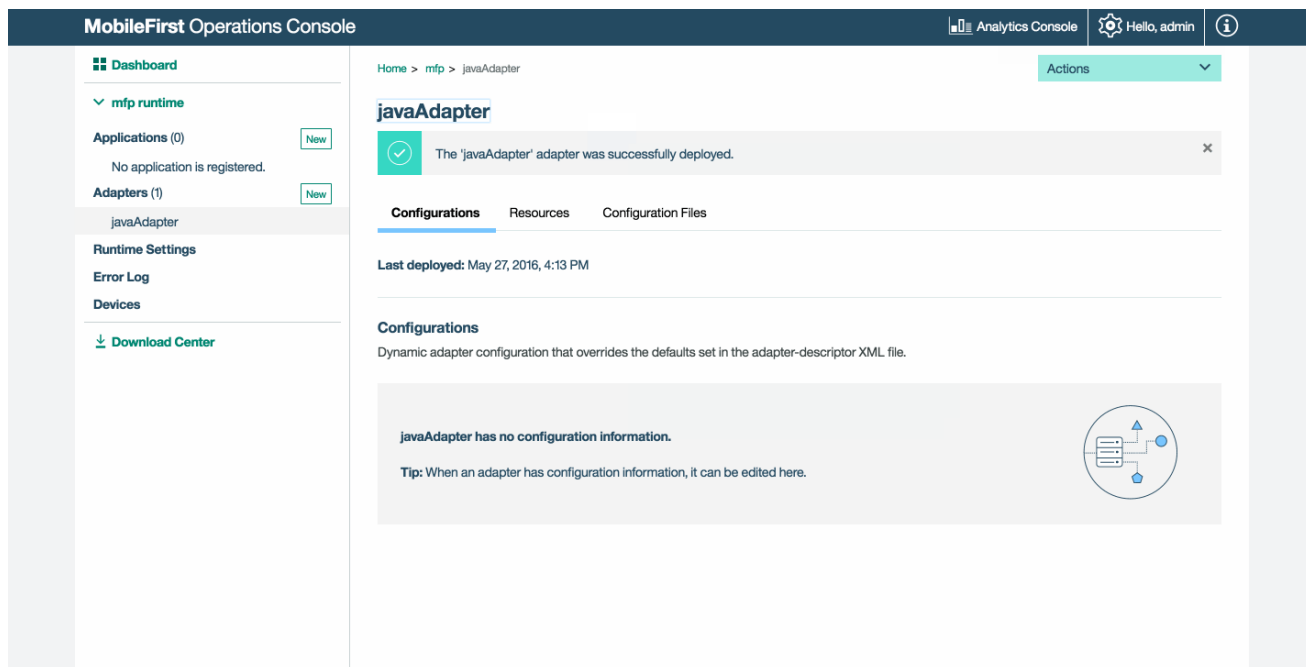 MobileFirst Operations Console
Analytics Console
Hello, admin
Dashboard
mfp runtime
Applications (0)
New
No application is registered.
Adapters (1)
New
javaAdapter
Runtime Settings
Error Log
Devices
Download Center
Home > mfp > javaAdapter
Actions
javaAdapter
The 'javaAdapter' adapter was successfully deployed.
Configurations
Resources
Configuration Files
Last deployed: May 27, 2016, 4:13 PM
Configurations
Dynamic adapter configuration that overrides the defaults set in the adapter-descriptor XML file.
javaAdapter has no configuration information.
Tip: When an adapter has configuration information, it can be edited here.